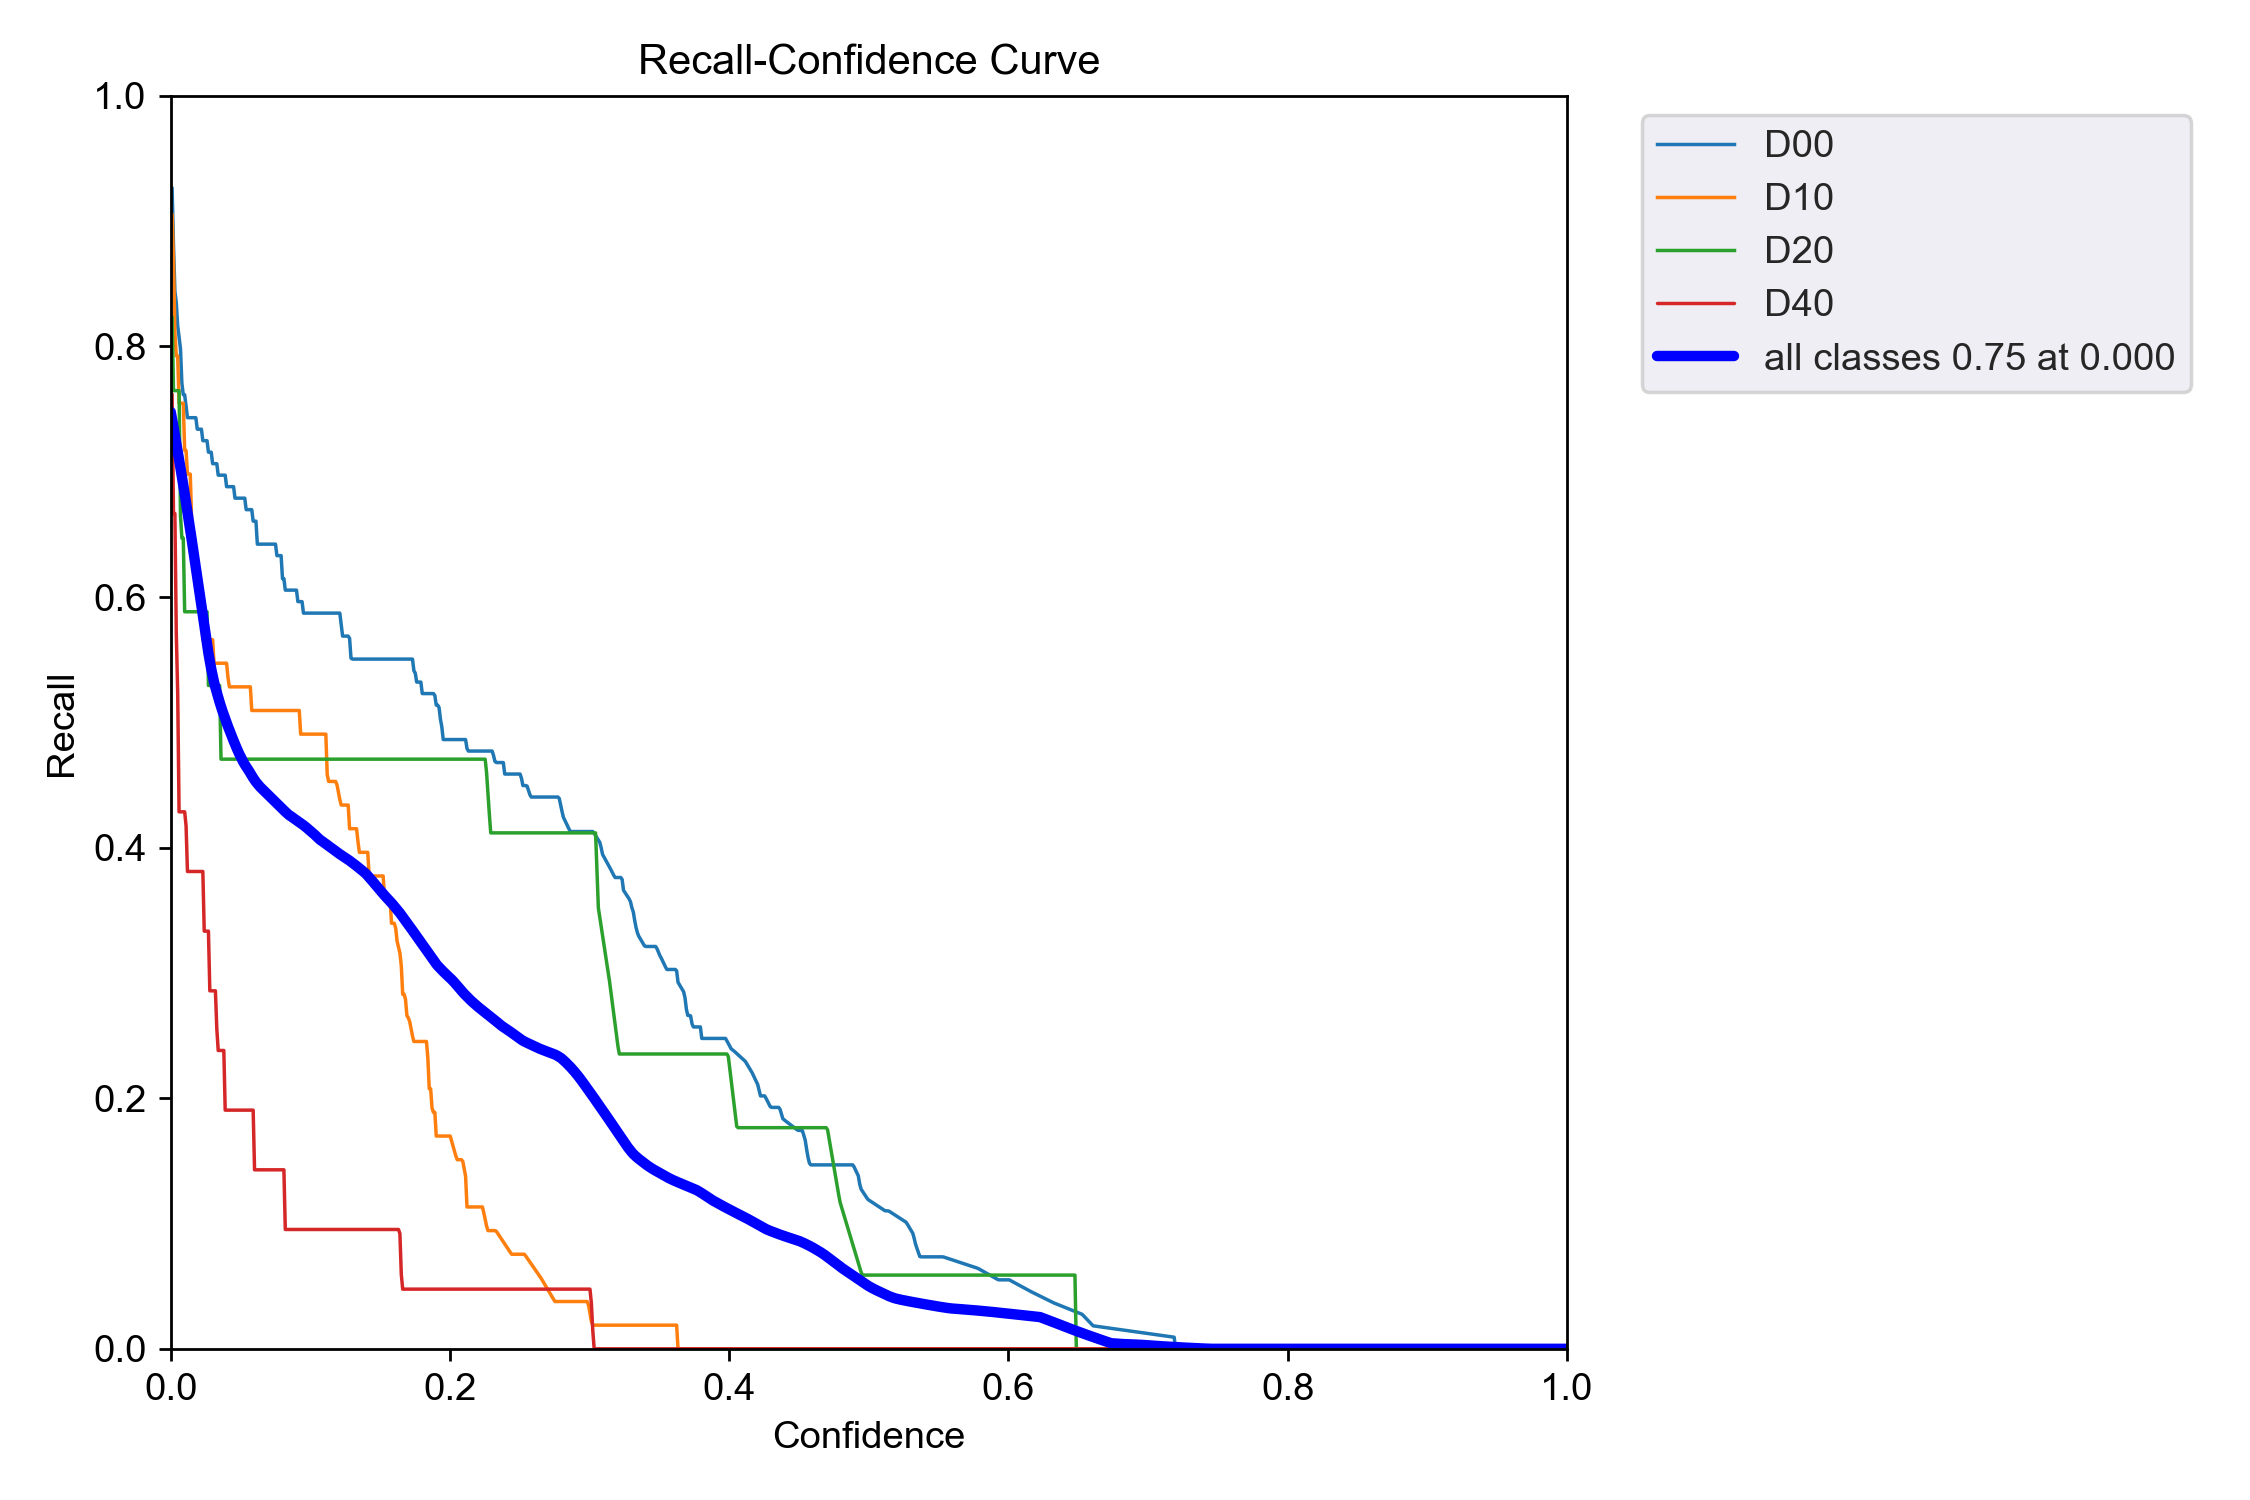 Recall-Confidence Curve
1.0
0.8
0.6
0.4
0.2
0.0
Recall
0.0 0.2 0.4 0.6 0.8 1.0
Confidence
D00
D10
D20
D40
all classes 0.75 at 0.000